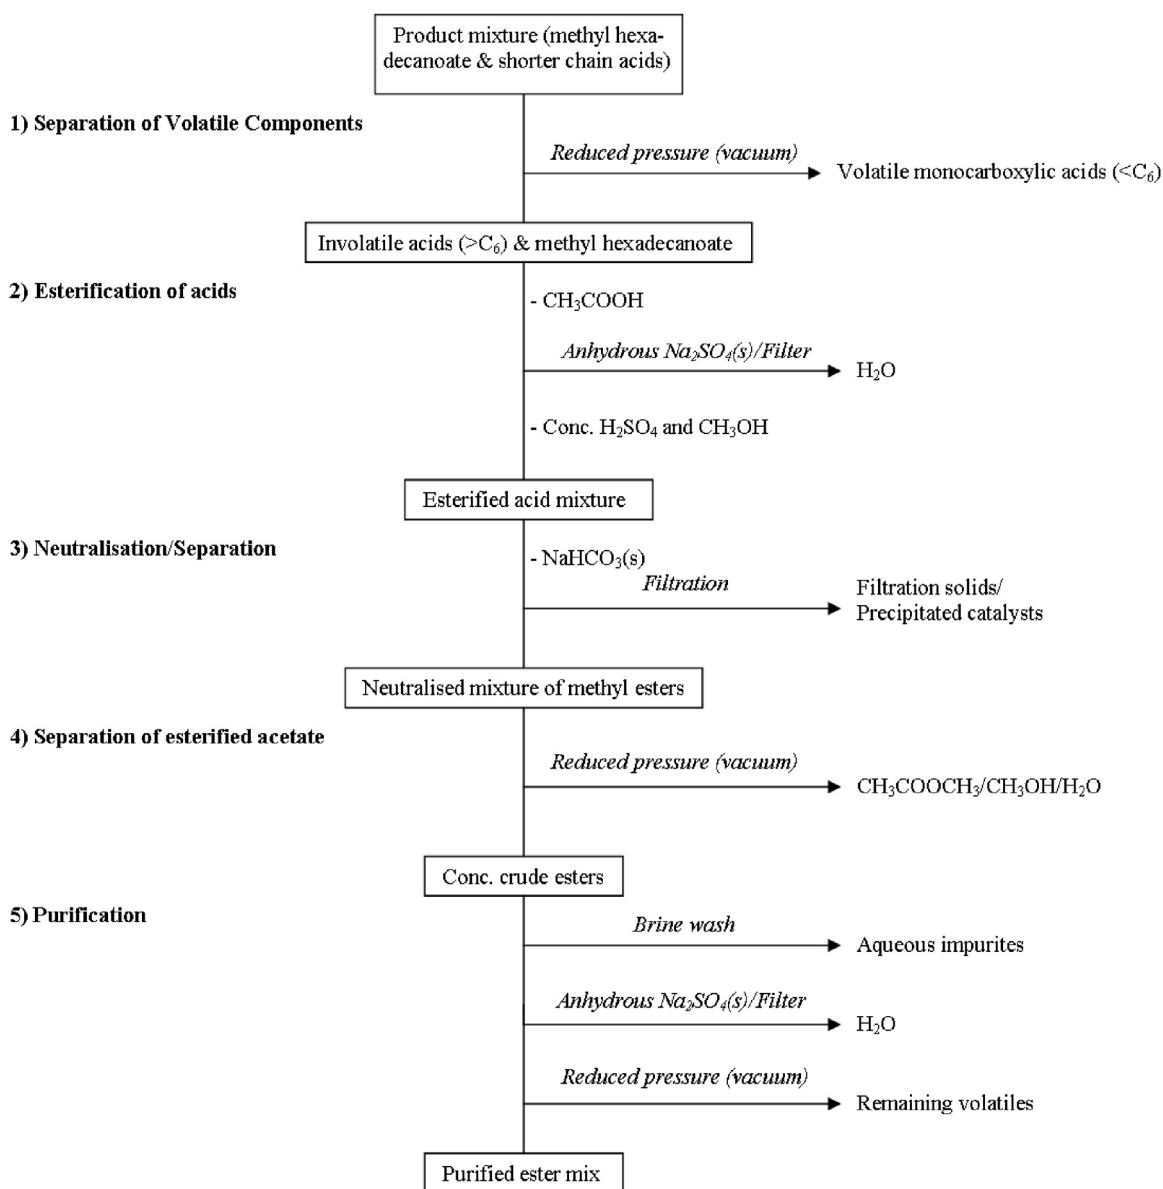 Product mixture (methyl hexa-
decanoate & shorter chain acids)
1) Separation of Volatile Components
Reduced pressure (vacuum)
Volatile monocarboxylic acids (<C₆)
Involatile acids (>C₆) & methyl hexadecanoate
2) Esterification of acids
- CH₃COOH
Anhydrous Na₂SO₄(s)/Filter
H₂O
- Conc. H₂SO₄ and CH₃OH
Esterified acid mixture
3) Neutralisation/Separation
- NaHCO₃(s)
Filtration
Filtration solids/
Precipitated catalysts
Neutralised mixture of methyl esters
4) Separation of esterified acetate
Reduced pressure (vacuum)
CH₃COOCH₃/CH₃OH/H₂O
Conc. crude esters
5) Purification
Brine wash
Aqueous impurites
Anhydrous Na₂SO₄(s)/Filter
H₂O
Reduced pressure (vacuum)
Remaining volatiles
Purified ester mix